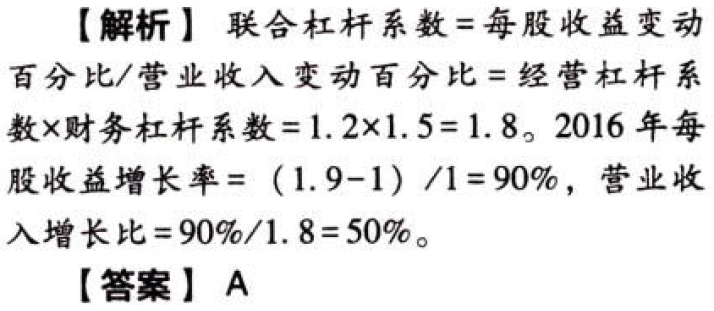 【解析】 联合杠杆系数=每股收益变动
百分比/营业收入变动百分比=经营杠杆系
数×财务杠杆系数=1.2×1.5=1.8。2016年每
股收益增长率=(1.9-1)/1=90%，营业收
入增长比=90%/1.8=50%。
【答案】 A